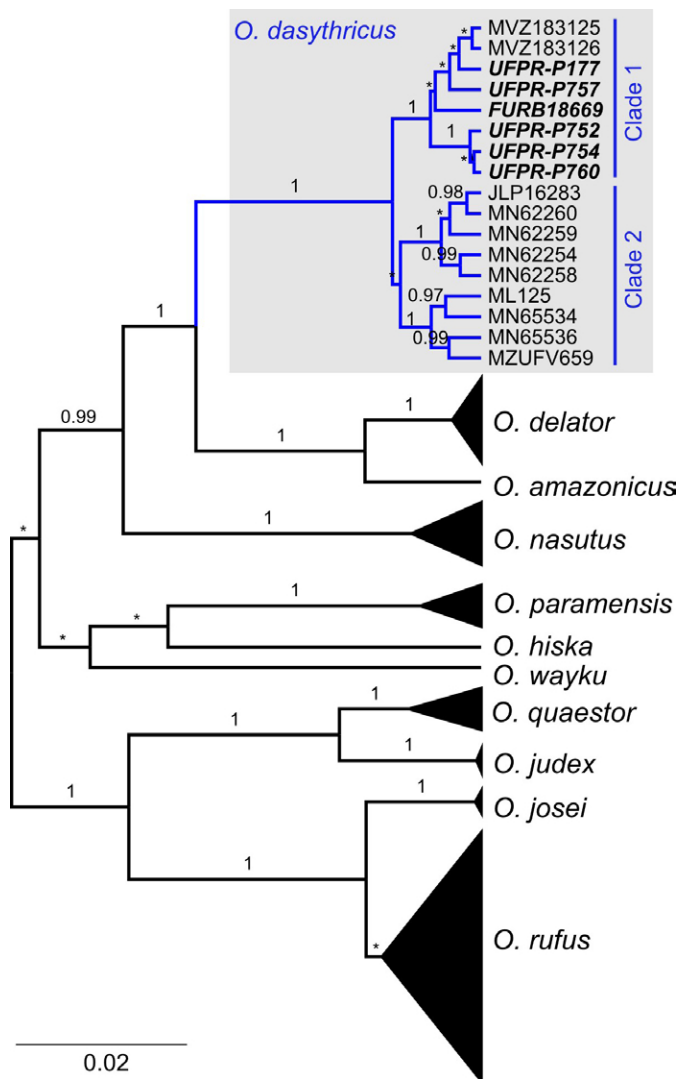 O. dasythricus
MVZ183125
MVZ183126
UFPR-P177
UFPR-P757
FURB18669
UFPR-P752
UFPR-P754
UFPR-P760
Clade 1
JLP16283
MN62260
MN62259
MN62254
MN62258
ML125
MN65534
MN65536
MZUFV659
Clade 2
*
*
*
*
*
1
1
*
1
0.98
*
1
0.99
*
0.97
1
0.99
1
0.99
1
1
O. delator
O. amazonicus
1
O. nasutus
*
1
O. paramensis
*
*
O. hiska
O. wayku
1
O. quaestor
1
1
O. judex
1
1
O. josei
1
*
O. rufus
0.02